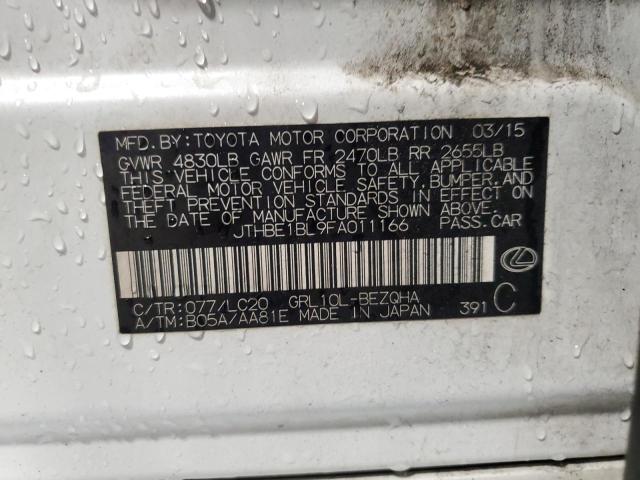 MFD.BY:TOYOTA MOTOR CORPORATION 03/15
GVWR 4830LB GAWR FR 2470LB RR 2655LB
THIS VEHICLE CONFORMS TO ALL APPLICABLE
FEDERAL MOTOR VEHICLE SAFETY,BUMPER,AND
THEFT PREVENTION STANDARDS IN EFFECT ON
THE DATE OF MANUFACTURE SHOWN ABOVE.
JTHBE1BL9FA011166 PASS.CAR
C/TR:077/LC20 GRL10L-BEZQHA
A/TM:B05A/AA81E MADE IN JAPAN 391 C